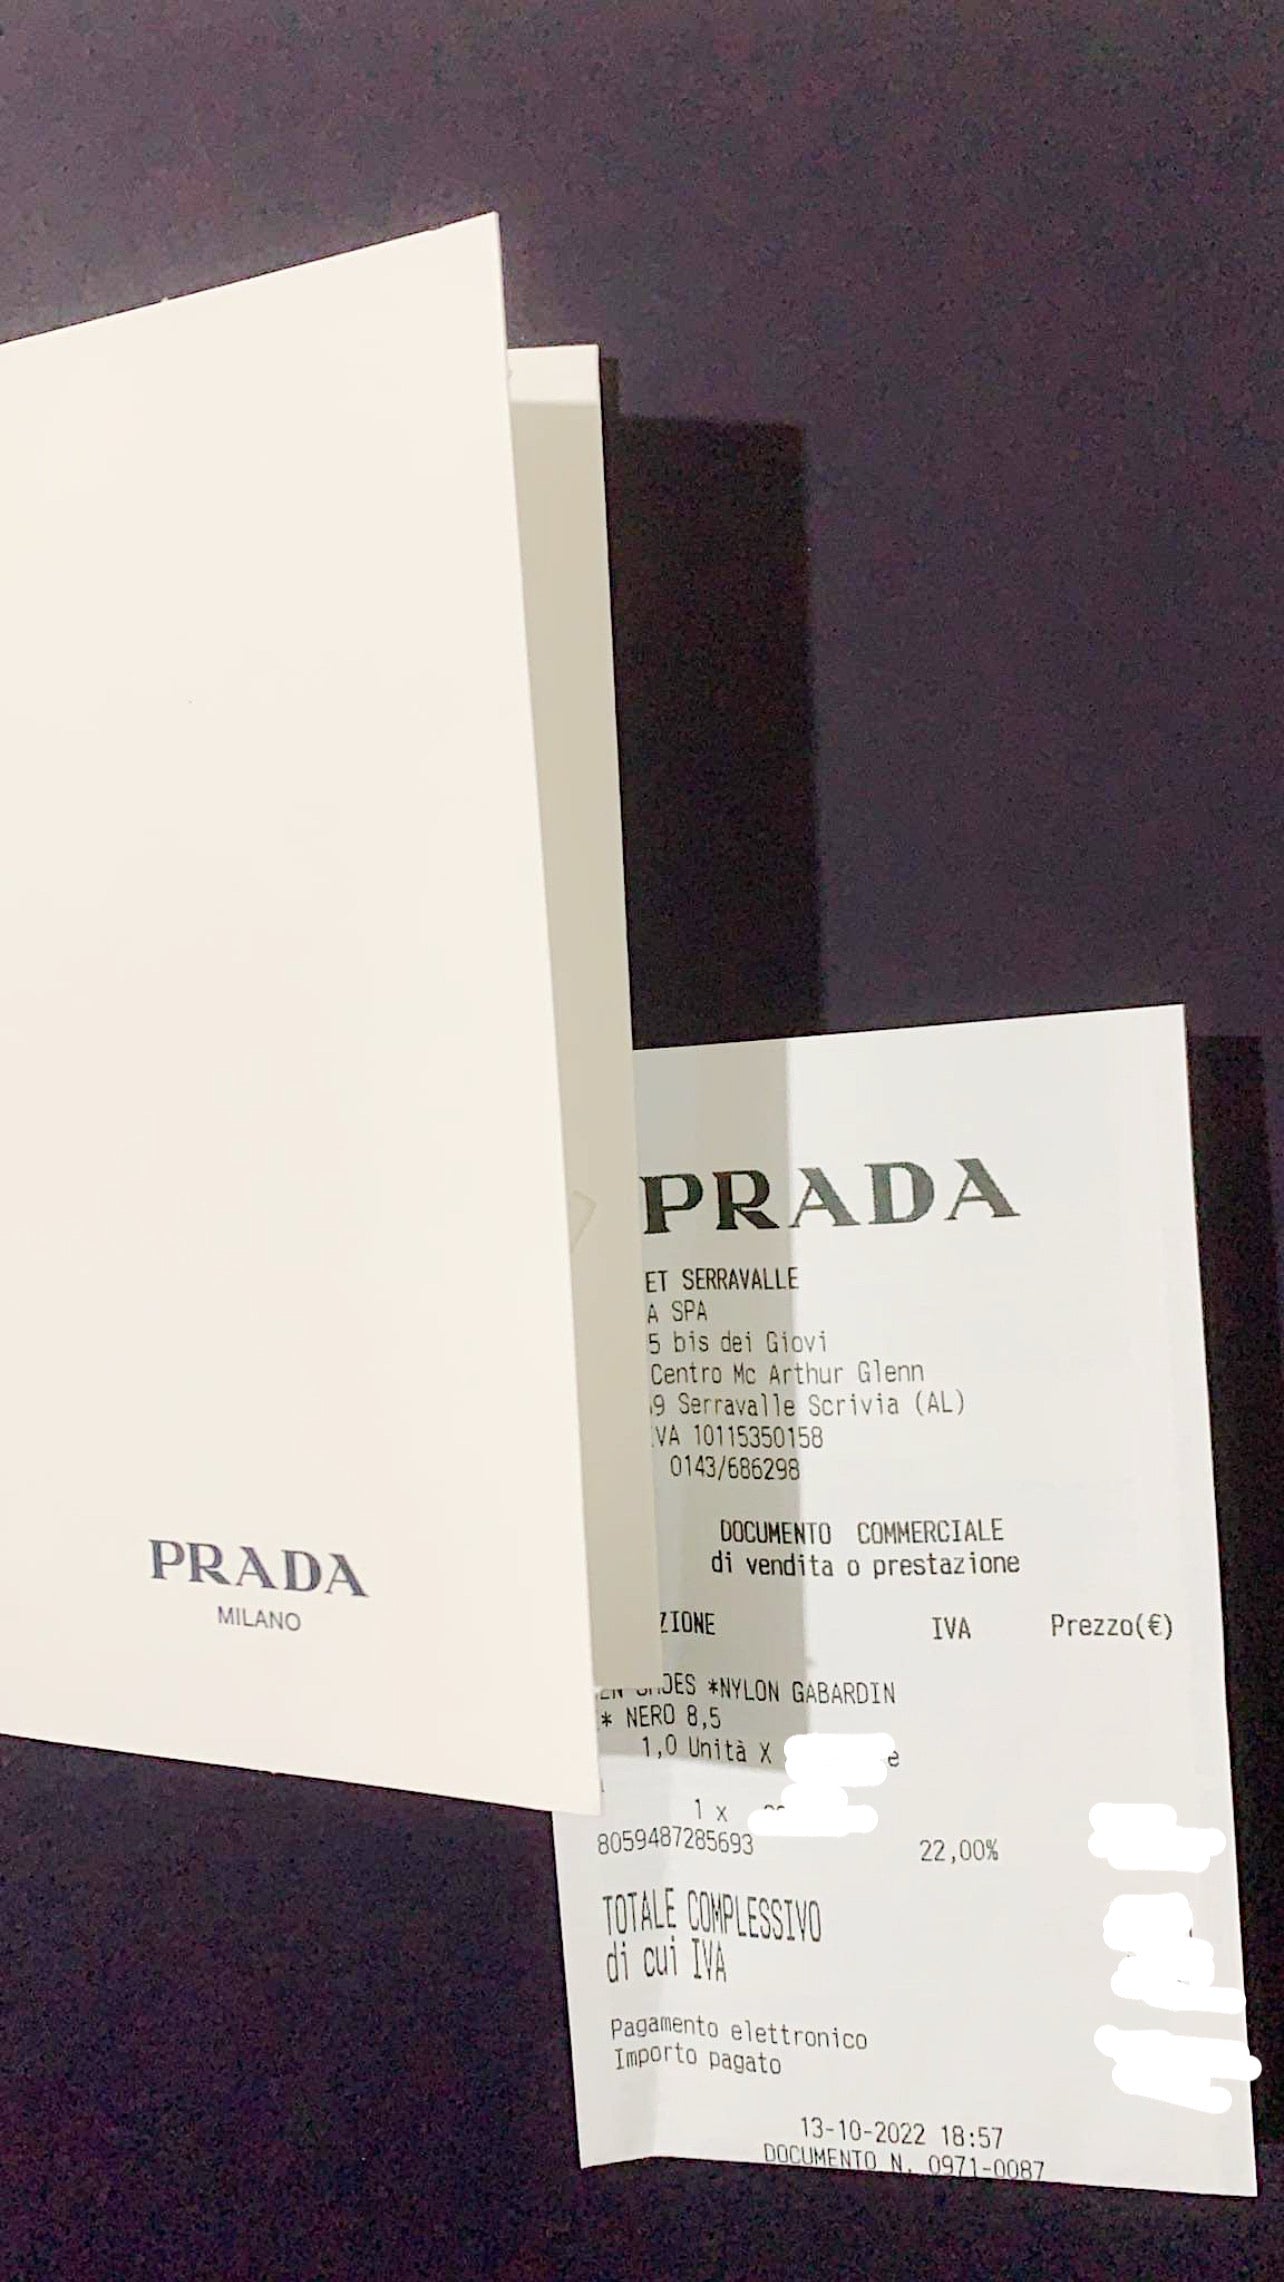 PRADA
MILANO
PRADA
ET SERRAVALLE
A SPA
5 bis dei Giovi
Centro Mc Arthur Glenn
9 Serravalle Scrivia (AL)
VA 10115350158
0143/686298
DOCUMENTO COMMERCIALE
di vendita o prestazione
ZIONE IVA Prezzo(€)
*NYLON GABARDIN
* NERO 8,5
1,0 Unità X e
1 x
8059487285693 22,00%
TOTALE COMPLESSIVO
di cui IVA
Pagamento elettronico
Importo pagato
13-10-2022 18:57
DOCUMENTO N. 0971-0087